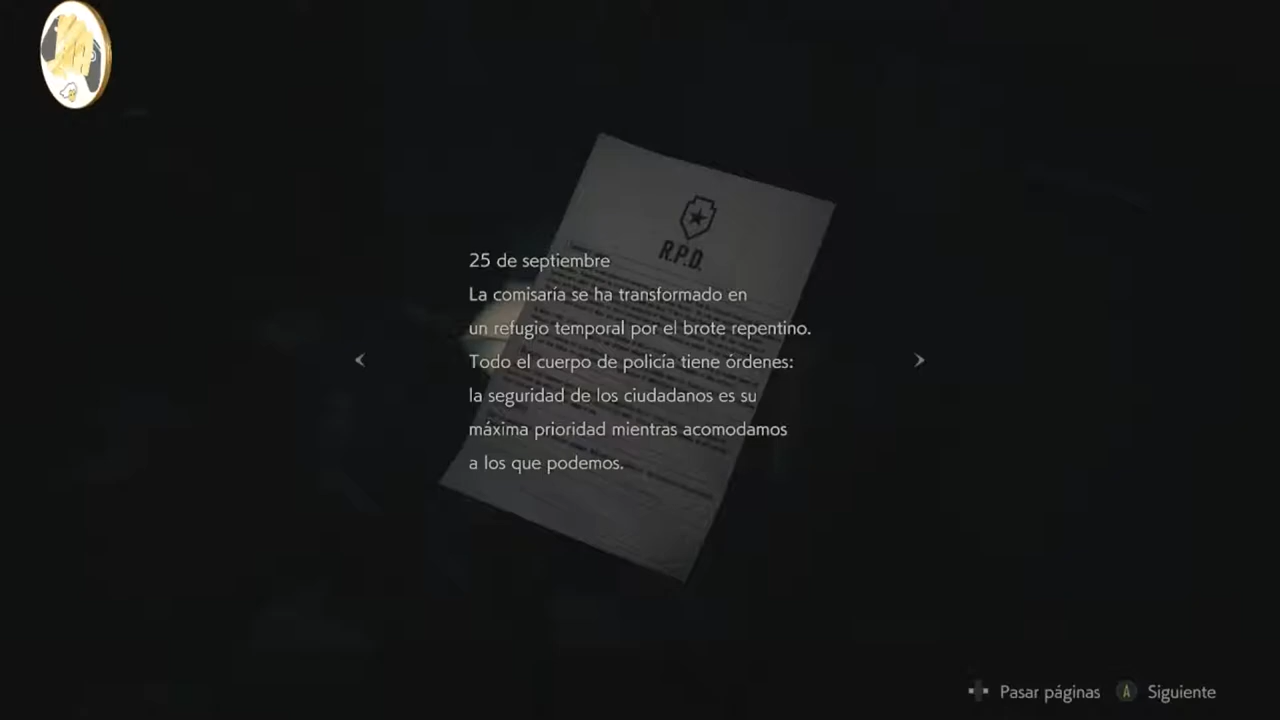 R.P.D.
25 de septiembre
La comisaría se ha transformado en
un refugio temporal por el brote repentino.
Todo el cuerpo de policía tiene órdenes:
la seguridad de los ciudadanos es su
máxima prioridad mientras acomodamos
a los que podemos.
Pasar páginas
A Siguiente